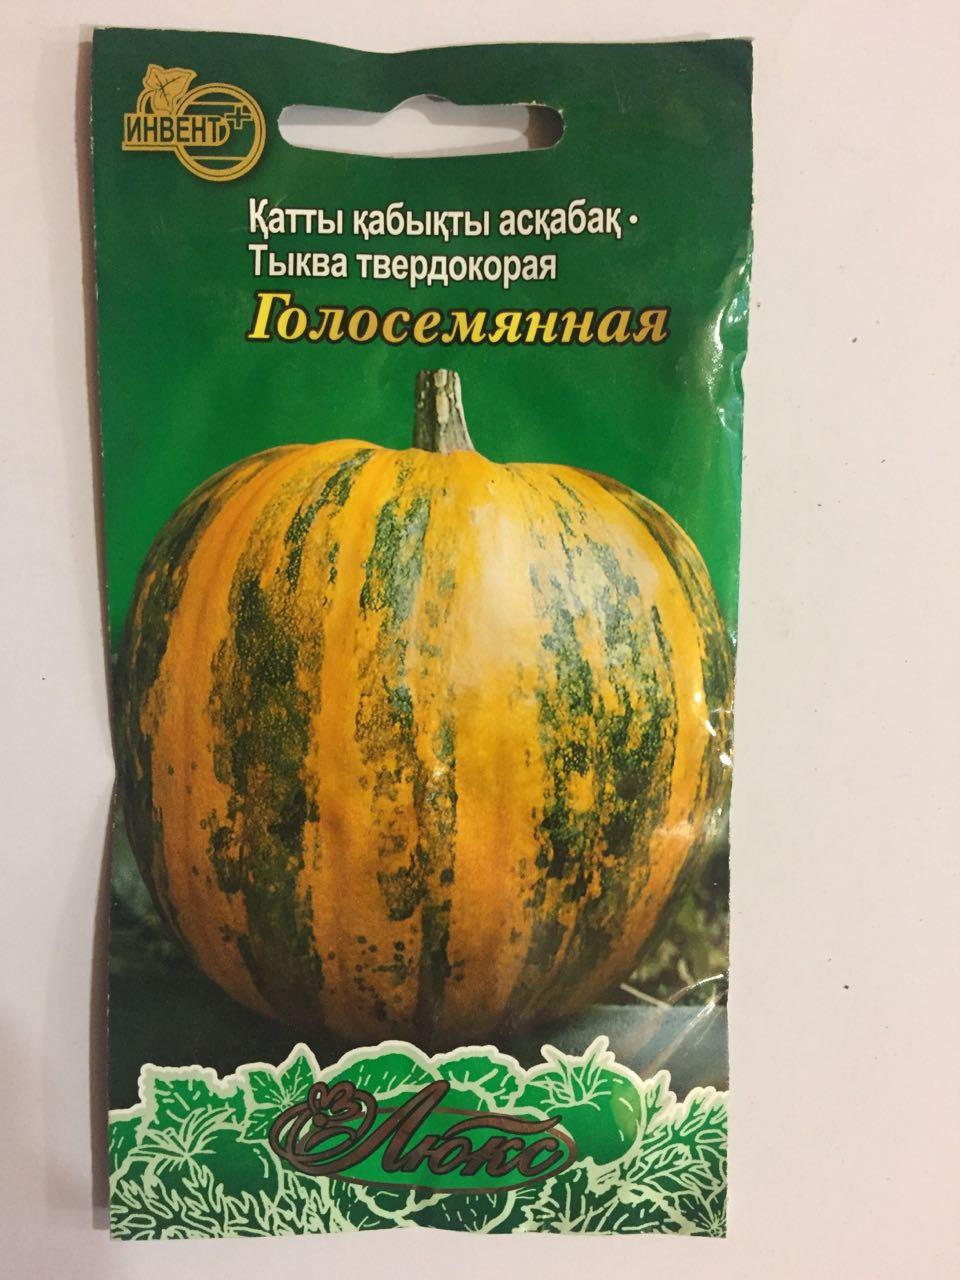 ИНВЕНТ+
Қатты қабықты асқабақ •
Тыква твердокорая
Голосемянная
Люкс